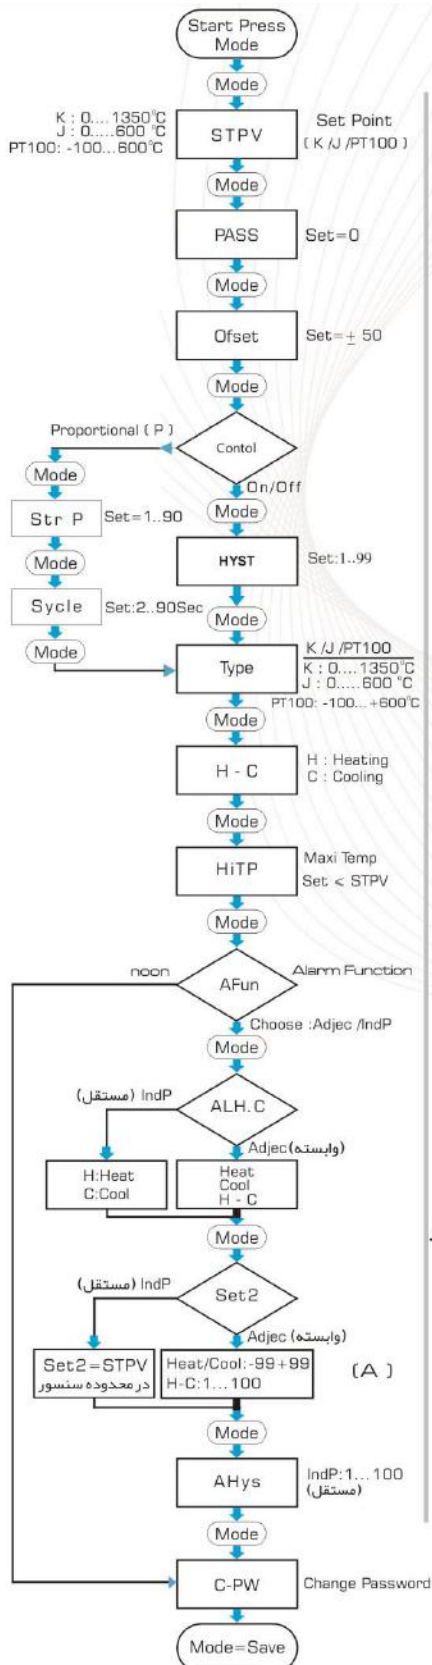 Start Press
Mode
Mode
K : 0....1350°C
J : 0.....600 °C
PT100: -100...600°C
STPV
Set Point
( K /J /PT100 )
Mode
PASS
Set=0
Mode
Ofset
Set=± 50
Mode
Proportional ( P )
Contol
On/Off
Mode
Mode
Str P
Set=1..90
HYST
Set:1..99
Mode
Mode
Sycle
Set:2..90Sec
Mode
Type
K /J /PT100
K : 0....1350°C
J : 0.....600 °C
PT100: -100... +600°C
Mode
H - C
H : Heating
C : Cooling
Mode
HiTP
Maxi Temp
Set < STPV
Mode
noon
AFun
Alarm Function
Choose :Adjec /IndP
Mode
IndP (مستقل)
ALH.C
Adjec (وابسته)
H:Heat
C:Cool
Heat
Cool
H - C
Mode
IndP (مستقل)
Set2
Adjec (وابسته)
Set2=STPV
در محدوده سنسور
Heat/Cool:-99+99
H-C:1...100
(A)
Mode
AHys
IndP:1...100
(مستقل)
Mode
C-PW
Change Password
Mode=Save